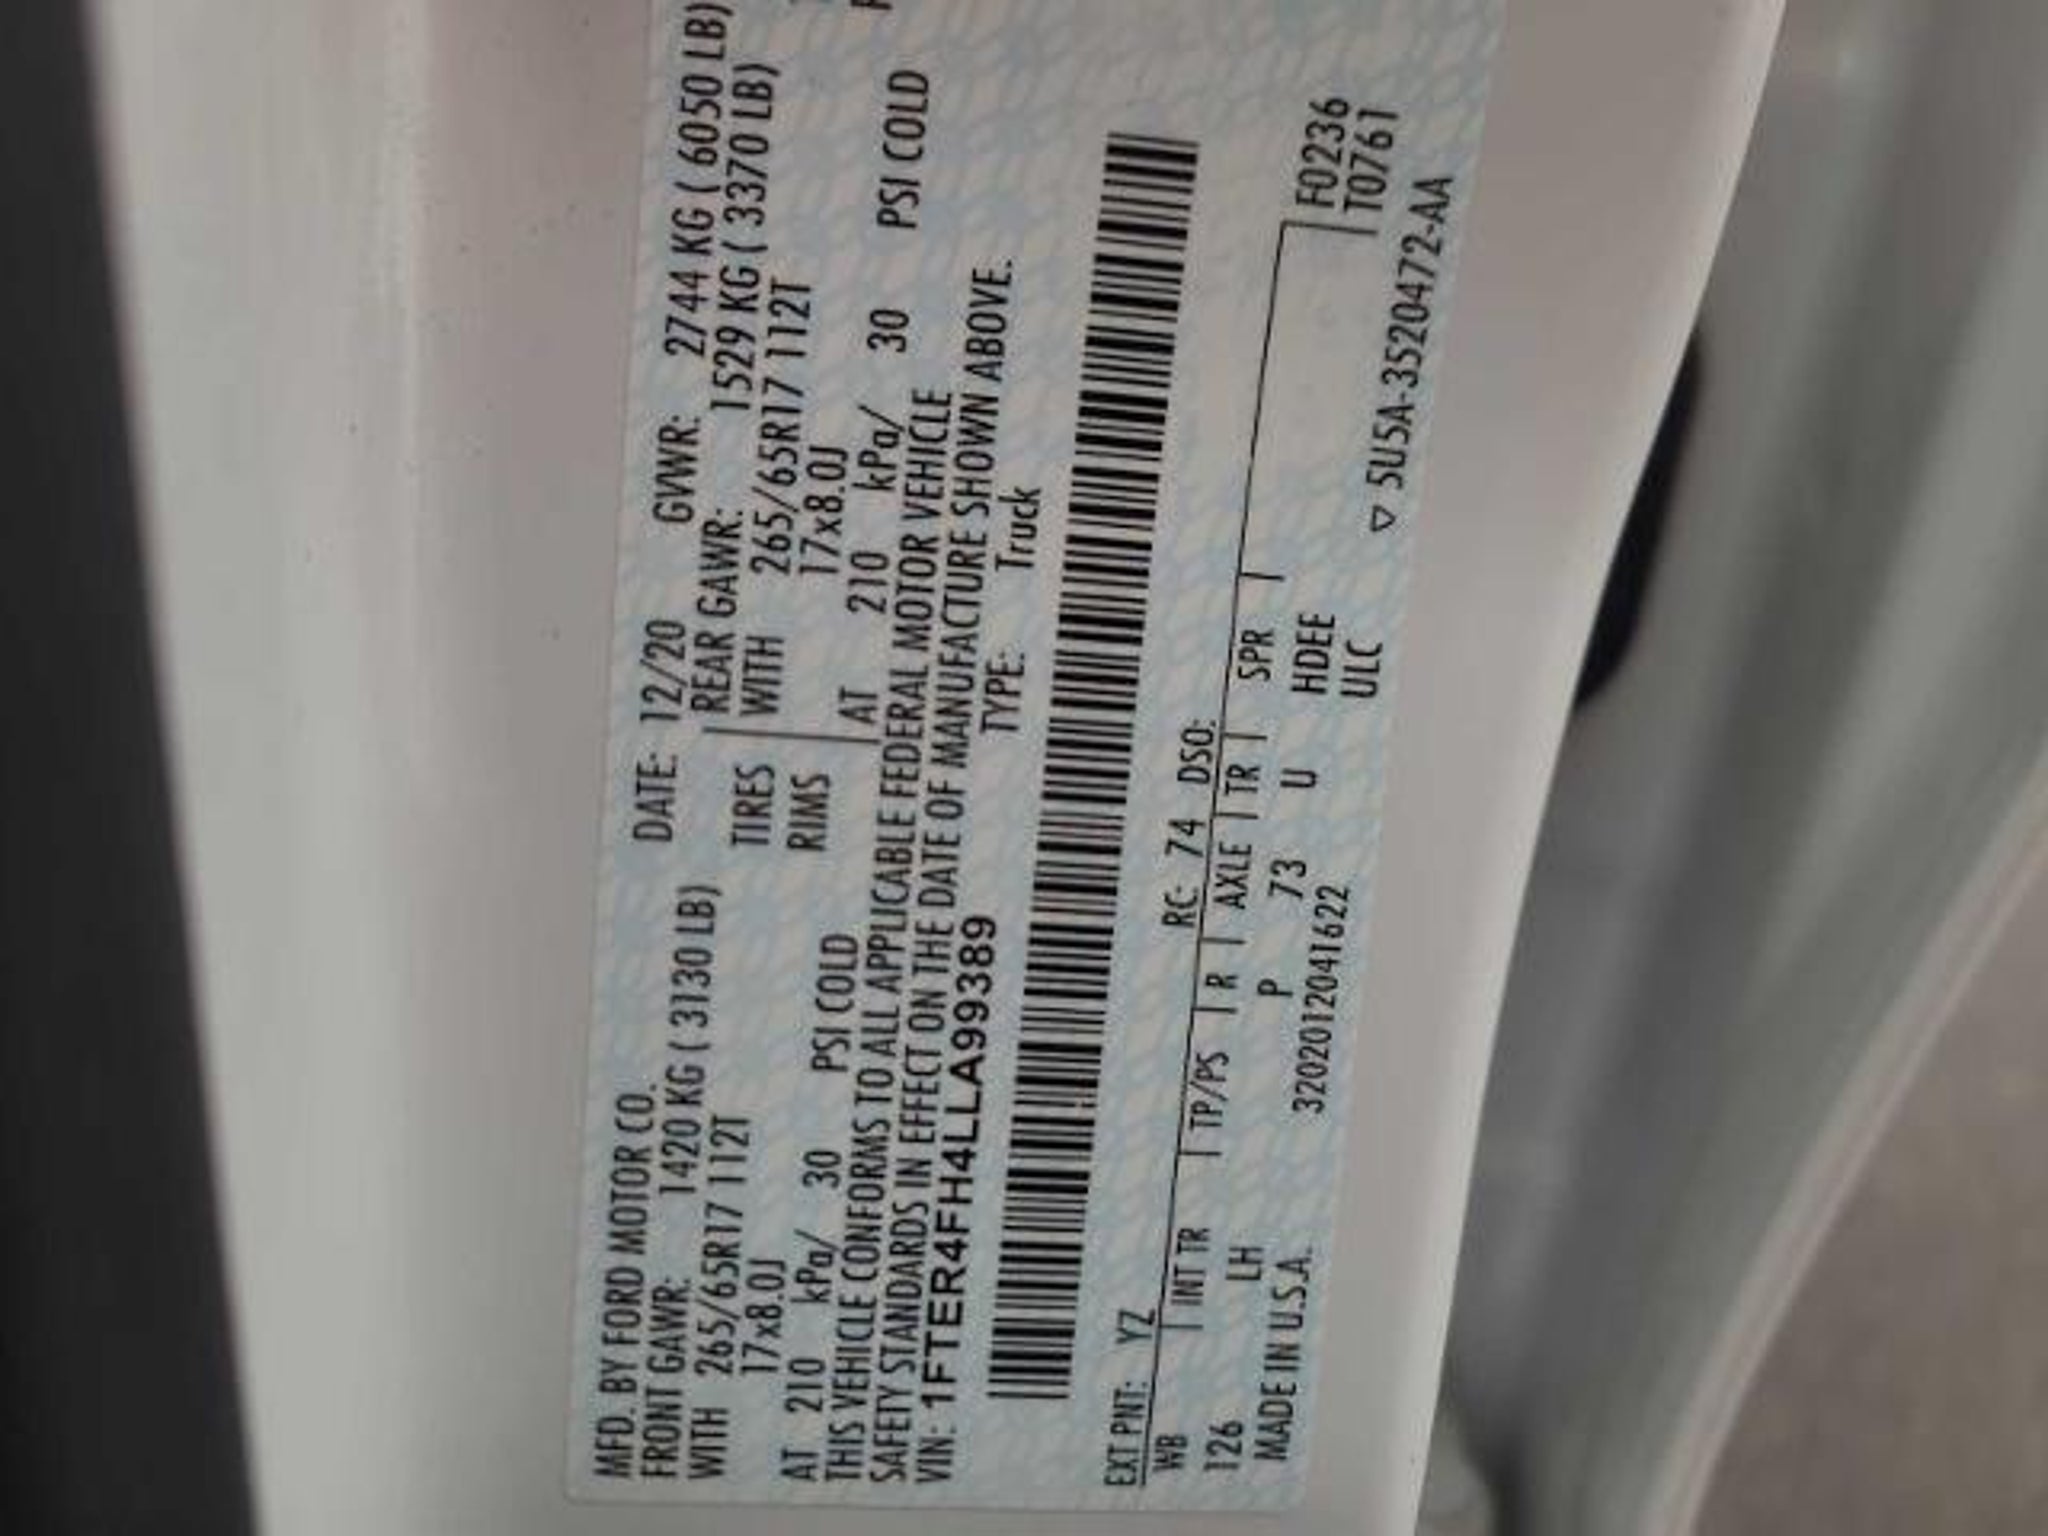 MFD. BY FORD MOTOR CO. DATE: 12/20 GVWR: 2744 KG ( 6050 LB)
FRONT GAWR: 1420 KG ( 3130 LB) REAR GAWR: 1529 KG ( 3370 LB)
WITH 265/65R17 112T TIRES WITH 265/65R17 112T
17x8.0J RIMS 17x8.0J
AT 210 kPa/ 30 PSI COLD AT 210 kPa/ 30 PSI COLD
THIS VEHICLE CONFORMS TO ALL APPLICABLE FEDERAL MOTOR VEHICLE
SAFETY STANDARDS IN EFFECT ON THE DATE OF MANUFACTURE SHOWN ABOVE.
VIN: 1FTER4FH4LLA99389 TYPE: Truck
EXT PNT: YZ RC: 74 DSO:
WB INT TR TP/PS R AXLE TR SPR
126 LH P 73 U HDEE F0236
MADE IN U.S.A. 320201204 1622 ULC T0761
▽ 5U5A-3520472-AA